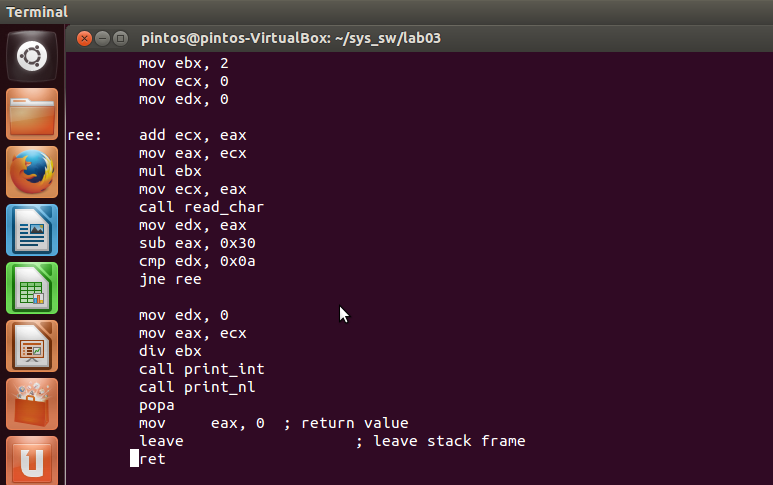 Terminal
pintos@pintos-VirtualBox: ~/sys_sw/lab03
mov ebx, 2
mov ecx, 0
mov edx, 0
ree: add ecx, eax
mov eax, ecx
mul ebx
mov ecx, eax
call read_char
mov edx, eax
sub eax, 0x30
cmp edx, 0x0a
jne ree
mov edx, 0
mov eax, ecx
div ebx
call print_int
call print_nl
popa
mov eax, 0 ; return value
leave ; leave stack frame
ret